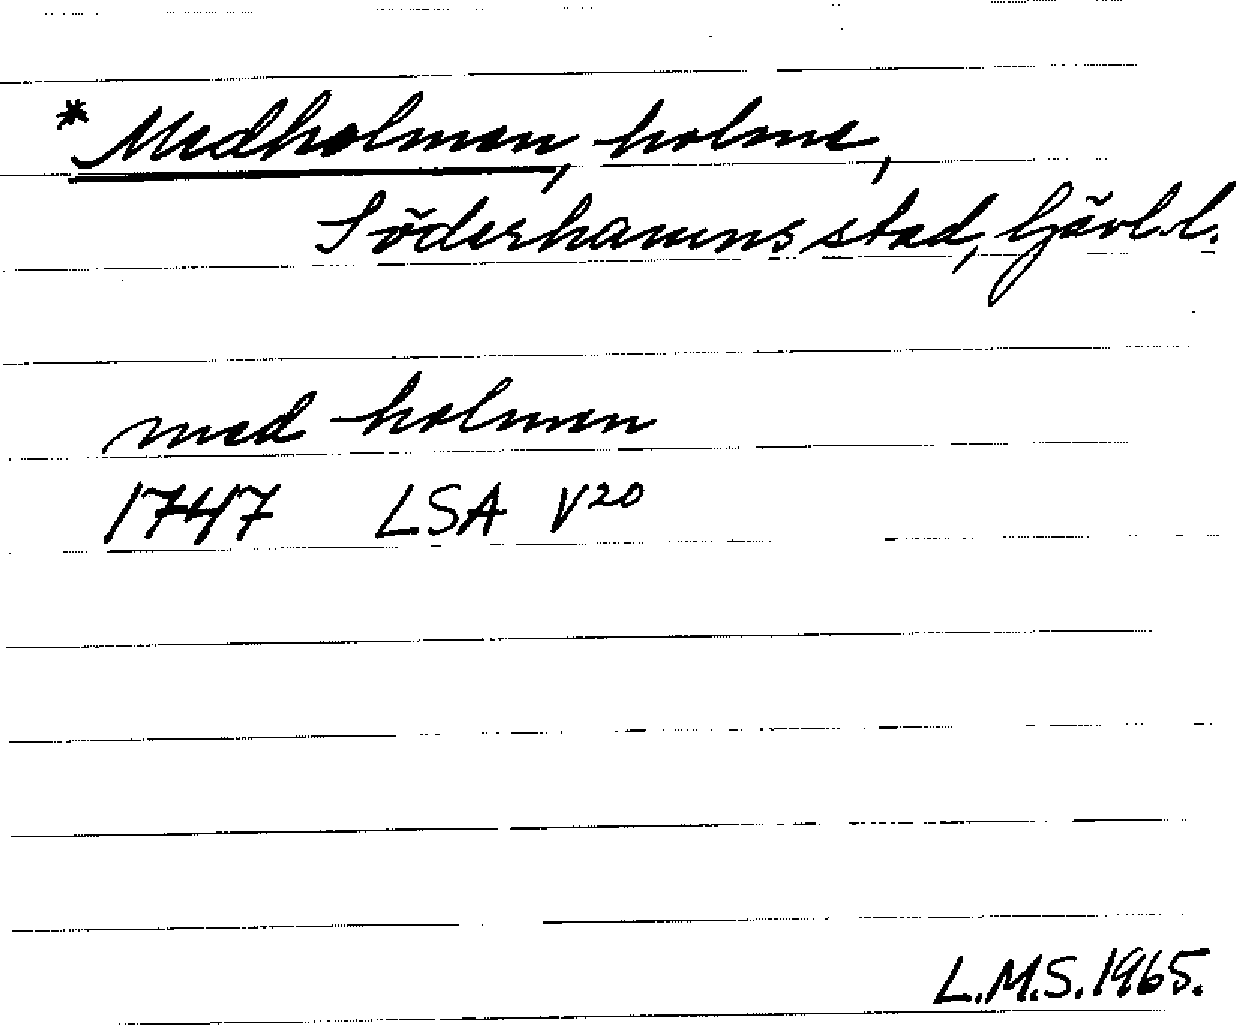 * Medholmen, holme,
Söderhamns stad, Gävl.l.
med holmen
1747 LSA V20
L.M.S. 1965.